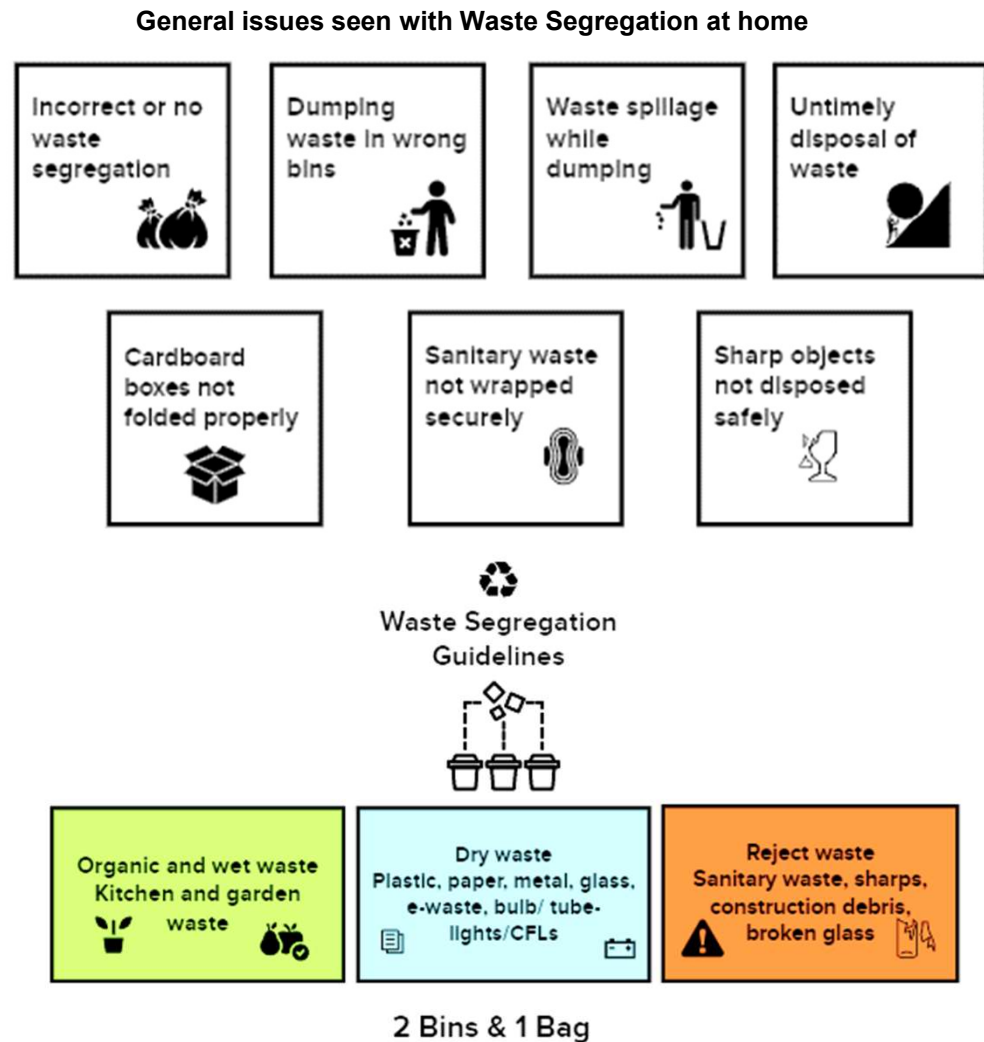 General issues seen with Waste Segregation at home
Incorrect or no
waste
segregation
Dumping
waste in wrong
bins
Waste spillage
while
dumping
Untimely
disposal of
waste
Cardboard
boxes not
folded properly
Sanitary waste
not wrapped
securely
Sharp objects
not disposed
safely
Waste Segregation
Guidelines
Organic and wet waste
Kitchen and garden
waste
Dry waste
Plastic, paper, metal, glass,
e-waste, bulb/ tube-
lights/CFLs
Reject waste
Sanitary waste, sharps,
construction debris,
broken glass
2 Bins & 1 Bag